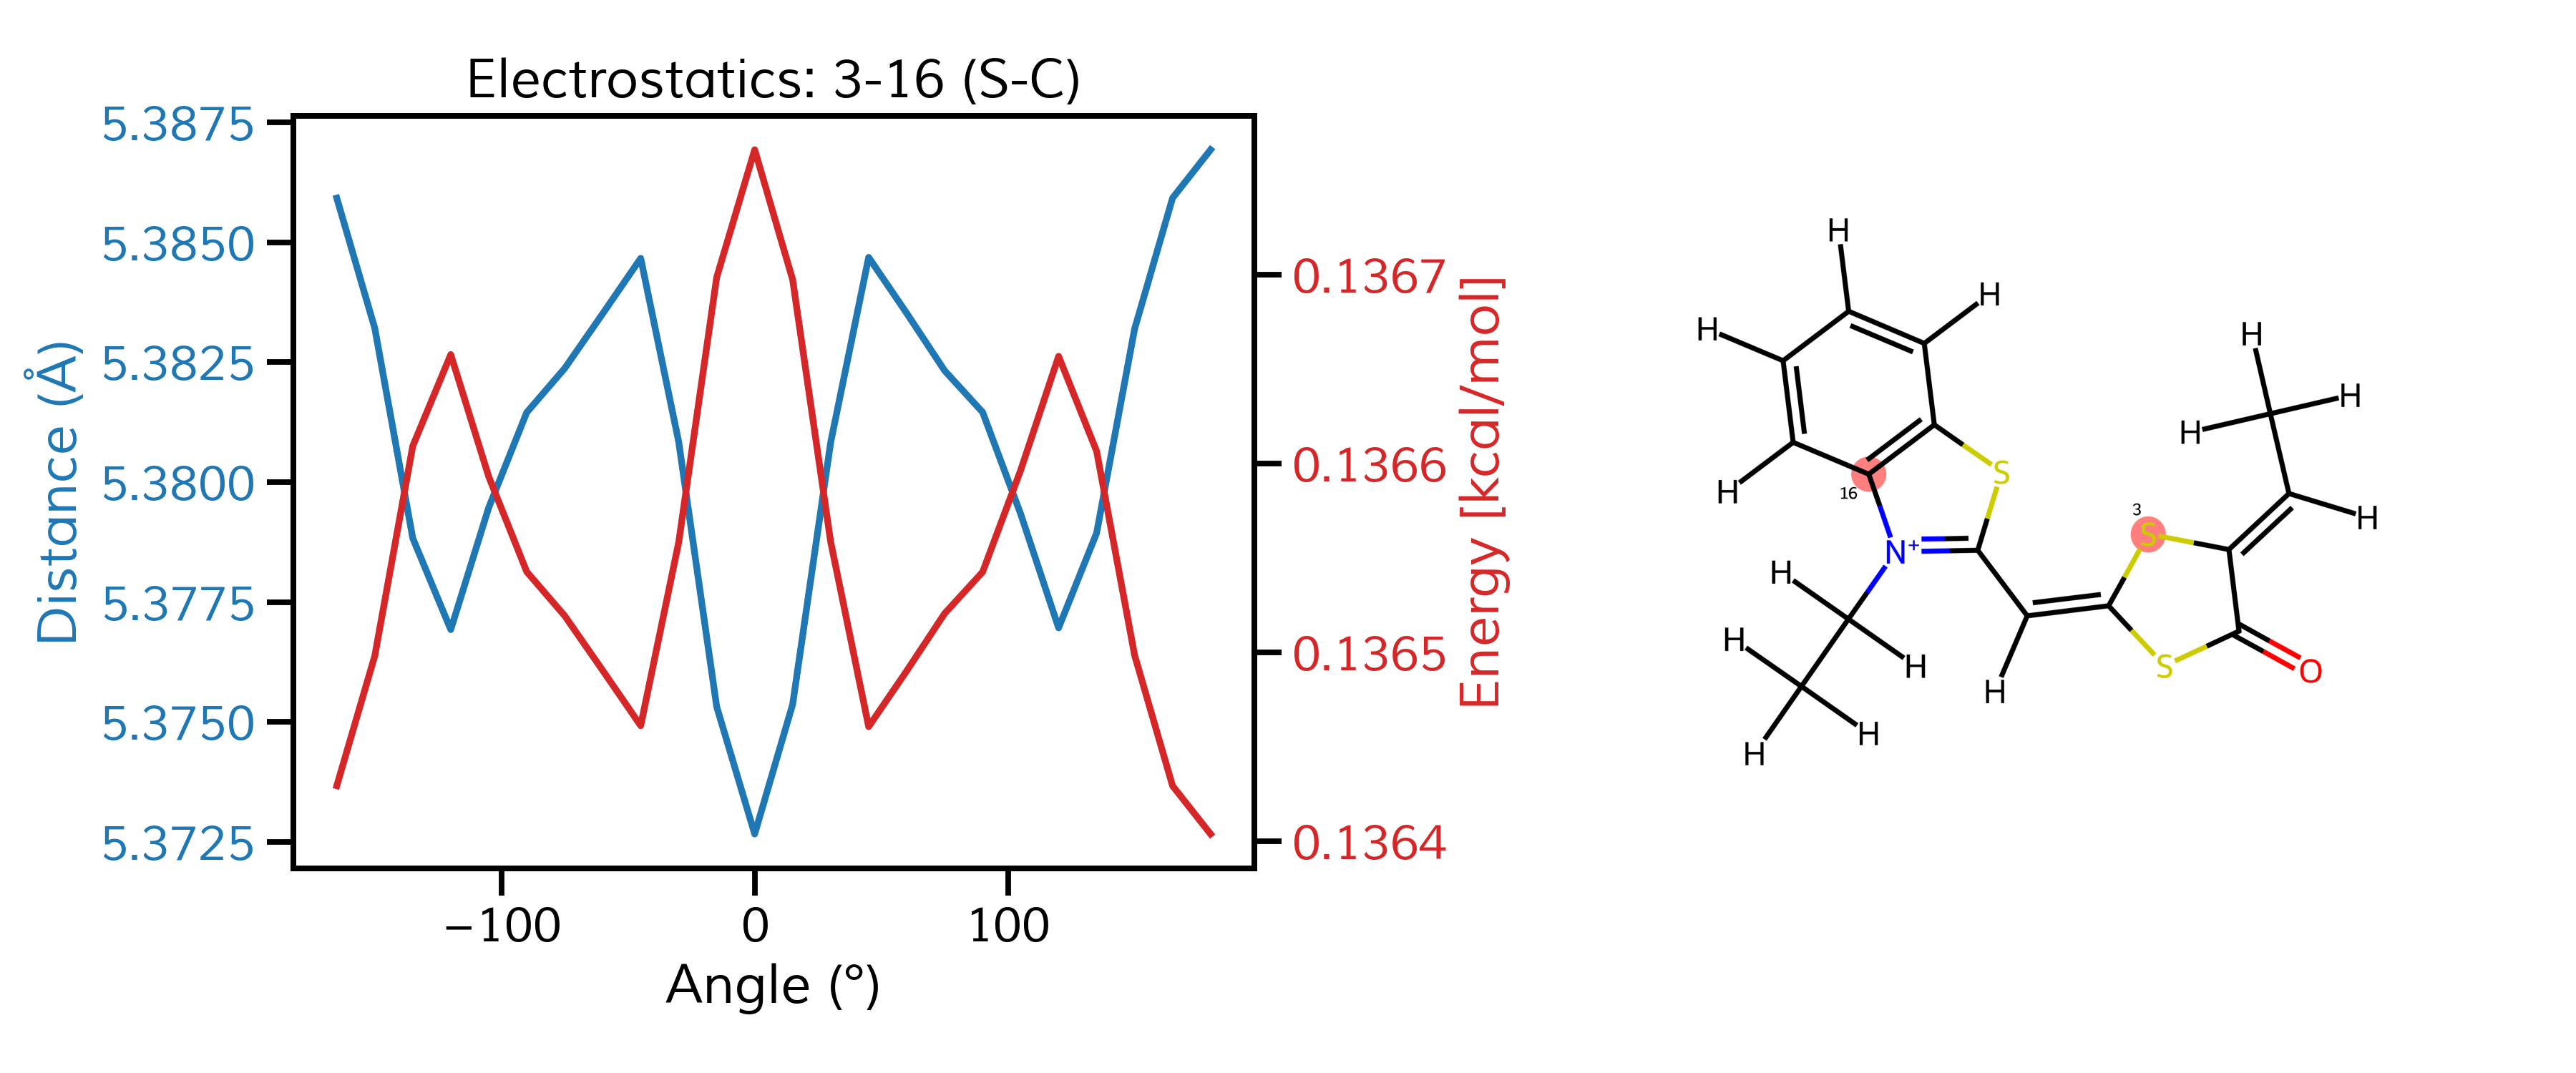 Electrostatics: 3-16 (S-C)
5.3875
5.3850
5.3825
5.3800
5.3775
5.3750
5.3725
Distance (Å)
0.1367
0.1366
0.1365
0.1364
Energy [kcal/mol]
−100 0 100
Angle (°)
H
H
H
H
H
H
H
S
16
3
S
H
H
N+
H
H
H
S
O
H
H
H